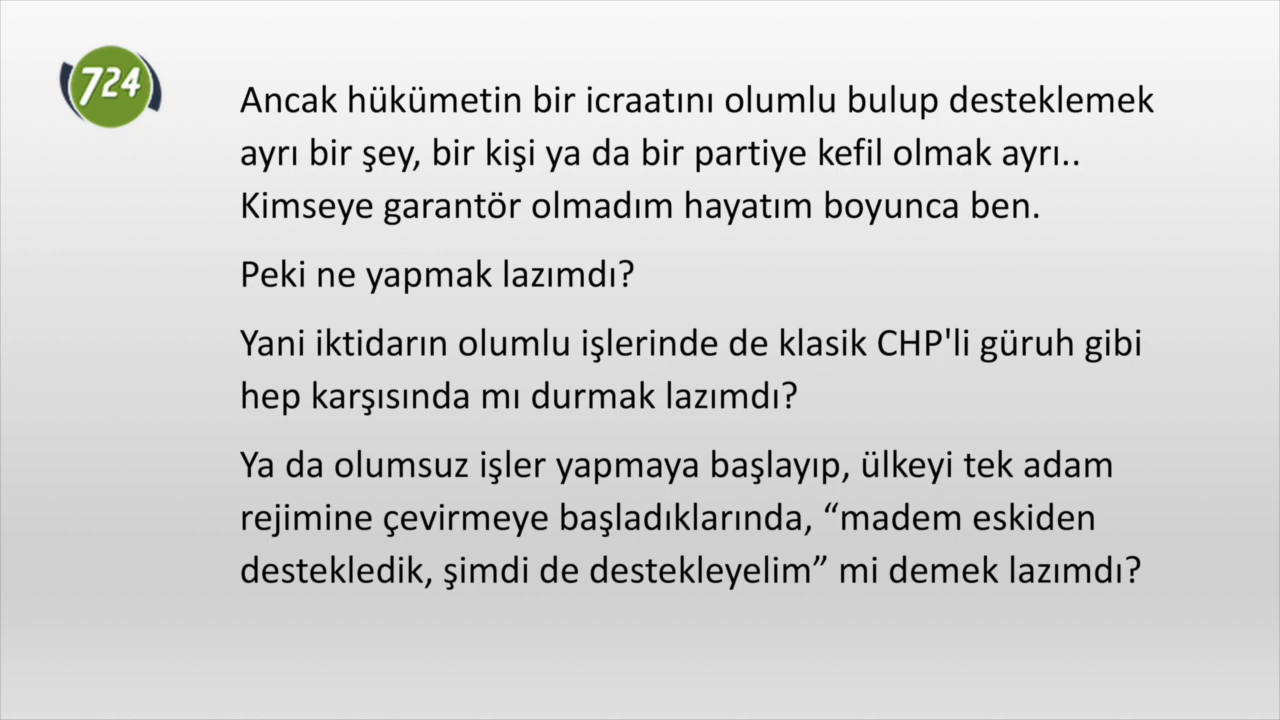 724
Ancak hükümetin bir icraatını olumlu bulup desteklemek
ayrı bir şey, bir kişi ya da bir partiye kefil olmak ayrı..
Kimseye garantör olmadım hayatım boyunca ben.
Peki ne yapmak lazımdı?
Yani iktidarın olumlu işlerinde de klasik CHP'li güruh gibi
hep karşısında mı durmak lazımdı?
Ya da olumsuz işler yapmaya başlayıp, ülkeyi tek adam
rejimine çevirmeye başladıklarında, “madem eskiden
destekledik, şimdi de destekleyelim” mi demek lazımdı?